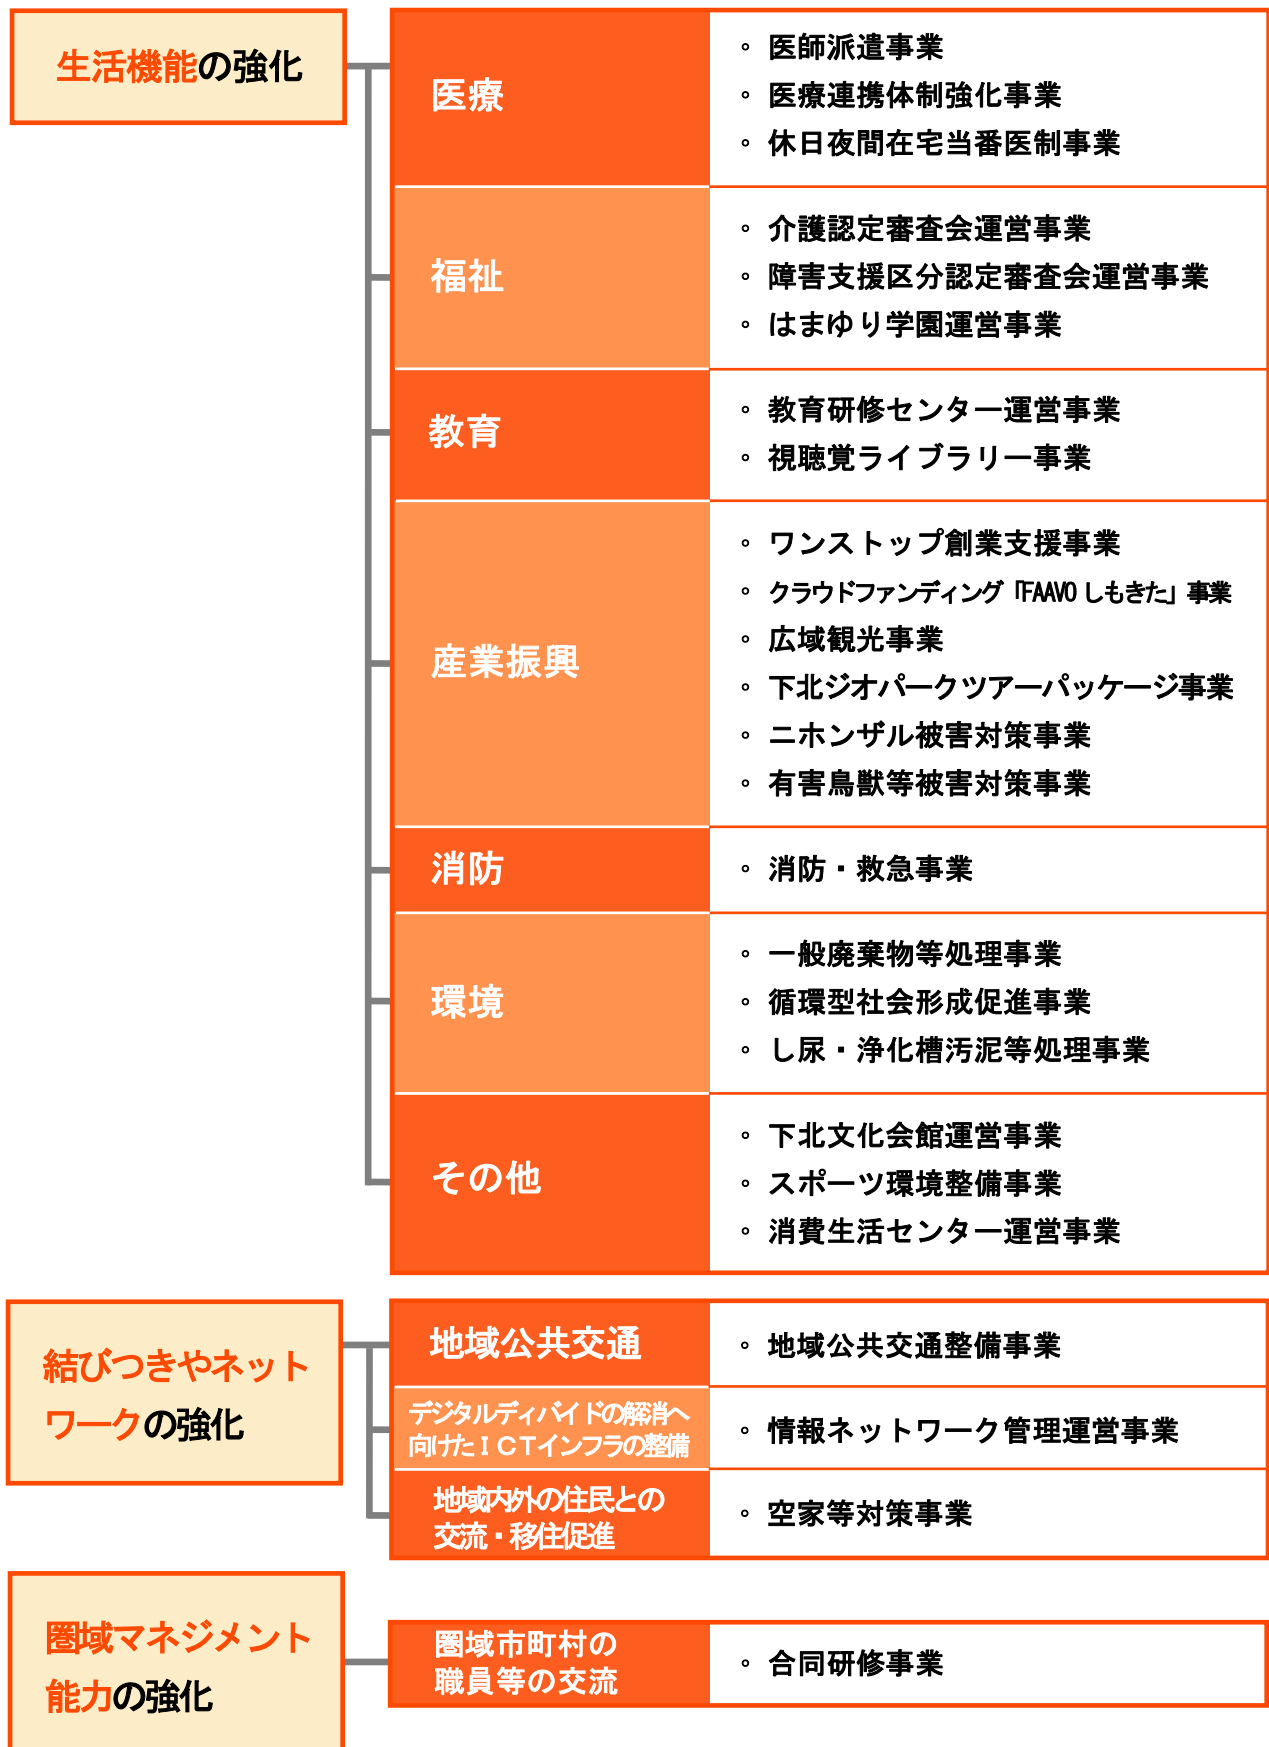 生活機能の強化
医療
。医師派遣事業
。医療連携体制強化事業
。休日夜間在宅当番医制事業
福祉
。介護認定審査会運営事業
。障害支援区分認定審査会運営事業
。はまゆり学園運営事業
教育
。教育研修センター運営事業
。視聴覚ライブラリー事業
産業振興
。ワンストップ創業支援事業
。クラウドファンディング「FAAVOしもきた」事業
。広域観光事業
。下北ジオパークツアーパッケージ事業
。ニホンザル被害対策事業
。有害鳥獣等被害対策事業
消防
。消防・救急事業
環境
。一般廃棄物等処理事業
。循環型社会形成促進事業
。し尿・浄化槽汚泥等処理事業
その他
。下北文化会館運営事業
。スポーツ環境整備事業
。消費生活センター運営事業
結びつきやネット
ワークの強化
地域公共交通
。地域公共交通整備事業
デジタルディバイドの解消へ
向けたICTインフラの整備
。情報ネットワーク管理運営事業
地域内外の住民との
交流・移住促進
。空家等対策事業
圏域マネジメント
能力の強化
圏域市町村の
職員等の交流
。合同研修事業